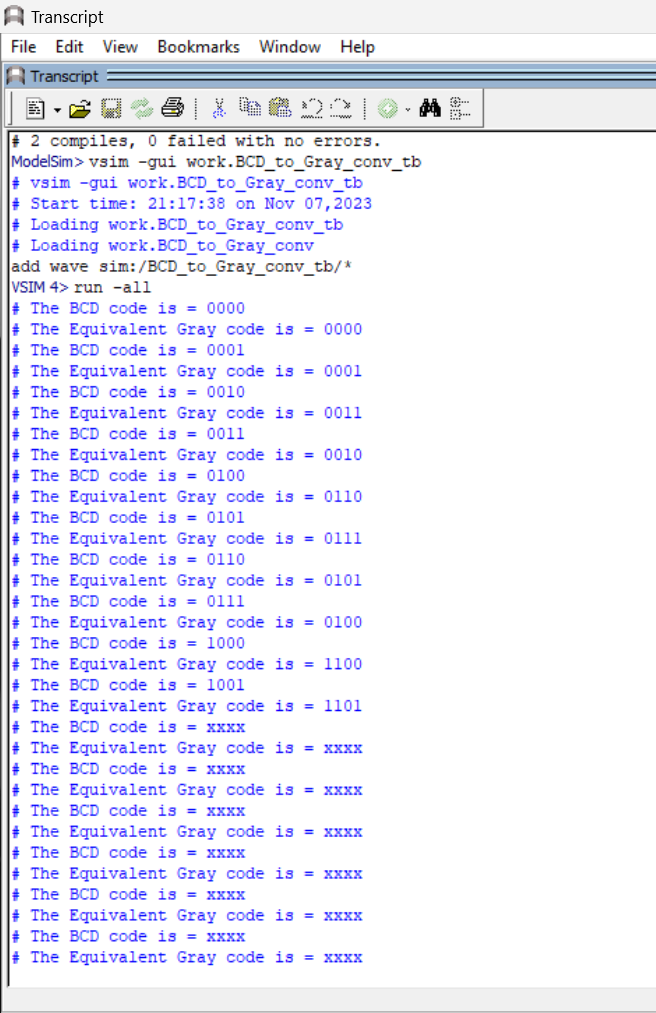 Transcript
File Edit View Bookmarks Window Help
Transcript
# 2 compiles, 0 failed with no errors.
ModelSim> vsim -gui work.BCD_to_Gray_conv_tb
# vsim -gui work.BCD_to_Gray_conv_tb
# Start time: 21:17:38 on Nov 07,2023
# Loading work.BCD_to_Gray_conv_tb
# Loading work.BCD_to_Gray_conv
add wave sim:/BCD_to_Gray_conv_tb/*
VSIM 4> run -all
# The BCD code is = 0000
# The Equivalent Gray code is = 0000
# The BCD code is = 0001
# The Equivalent Gray code is = 0001
# The BCD code is = 0010
# The Equivalent Gray code is = 0011
# The BCD code is = 0011
# The Equivalent Gray code is = 0010
# The BCD code is = 0100
# The Equivalent Gray code is = 0110
# The BCD code is = 0101
# The Equivalent Gray code is = 0111
# The BCD code is = 0110
# The Equivalent Gray code is = 0101
# The BCD code is = 0111
# The Equivalent Gray code is = 0100
# The BCD code is = 1000
# The Equivalent Gray code is = 1100
# The BCD code is = 1001
# The Equivalent Gray code is = 1101
# The BCD code is = xxxx
# The Equivalent Gray code is = xxxx
# The BCD code is = xxxx
# The Equivalent Gray code is = xxxx
# The BCD code is = xxxx
# The Equivalent Gray code is = xxxx
# The BCD code is = xxxx
# The Equivalent Gray code is = xxxx
# The BCD code is = xxxx
# The Equivalent Gray code is = xxxx
# The BCD code is = xxxx
# The Equivalent Gray code is = xxxx